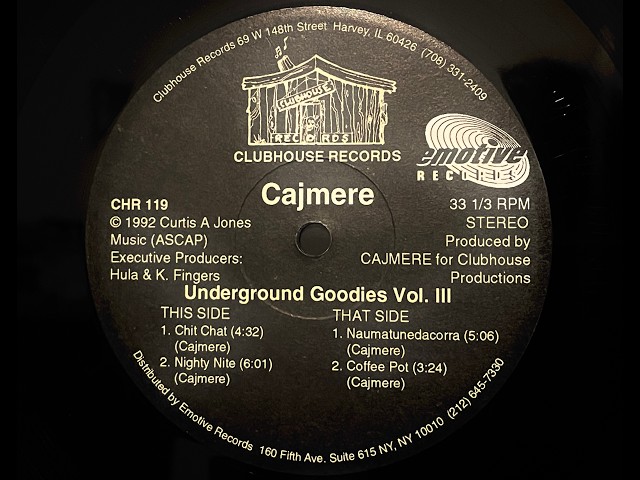 Clubhouse Records 69 W 148th Street Harvey, IL 60426 (708) 331-2409
CLUBHOUSE
RECORDS
CLUBHOUSE RECORDS
emotive
RECORDS
Cajmere
CHR 119
© 1992 Curtis A Jones
Music (ASCAP)
Executive Producers:
Hula & K. Fingers
33 1/3 RPM
STEREO
Produced by
CAJMERE for Clubhouse
Productions
Underground Goodies Vol. III
THIS SIDE
1. Chit Chat (4:32)
(Cajmere)
2. Nighty Nite (6:01)
(Cajmere)
THAT SIDE
1. Naumatunedacorra (5:06)
(Cajmere)
2. Coffee Pot (3:24)
(Cajmere)
Distributed by Emotive Records 160 Fifth Ave. Suite 615 NY, NY 10010 (212) 645-7330